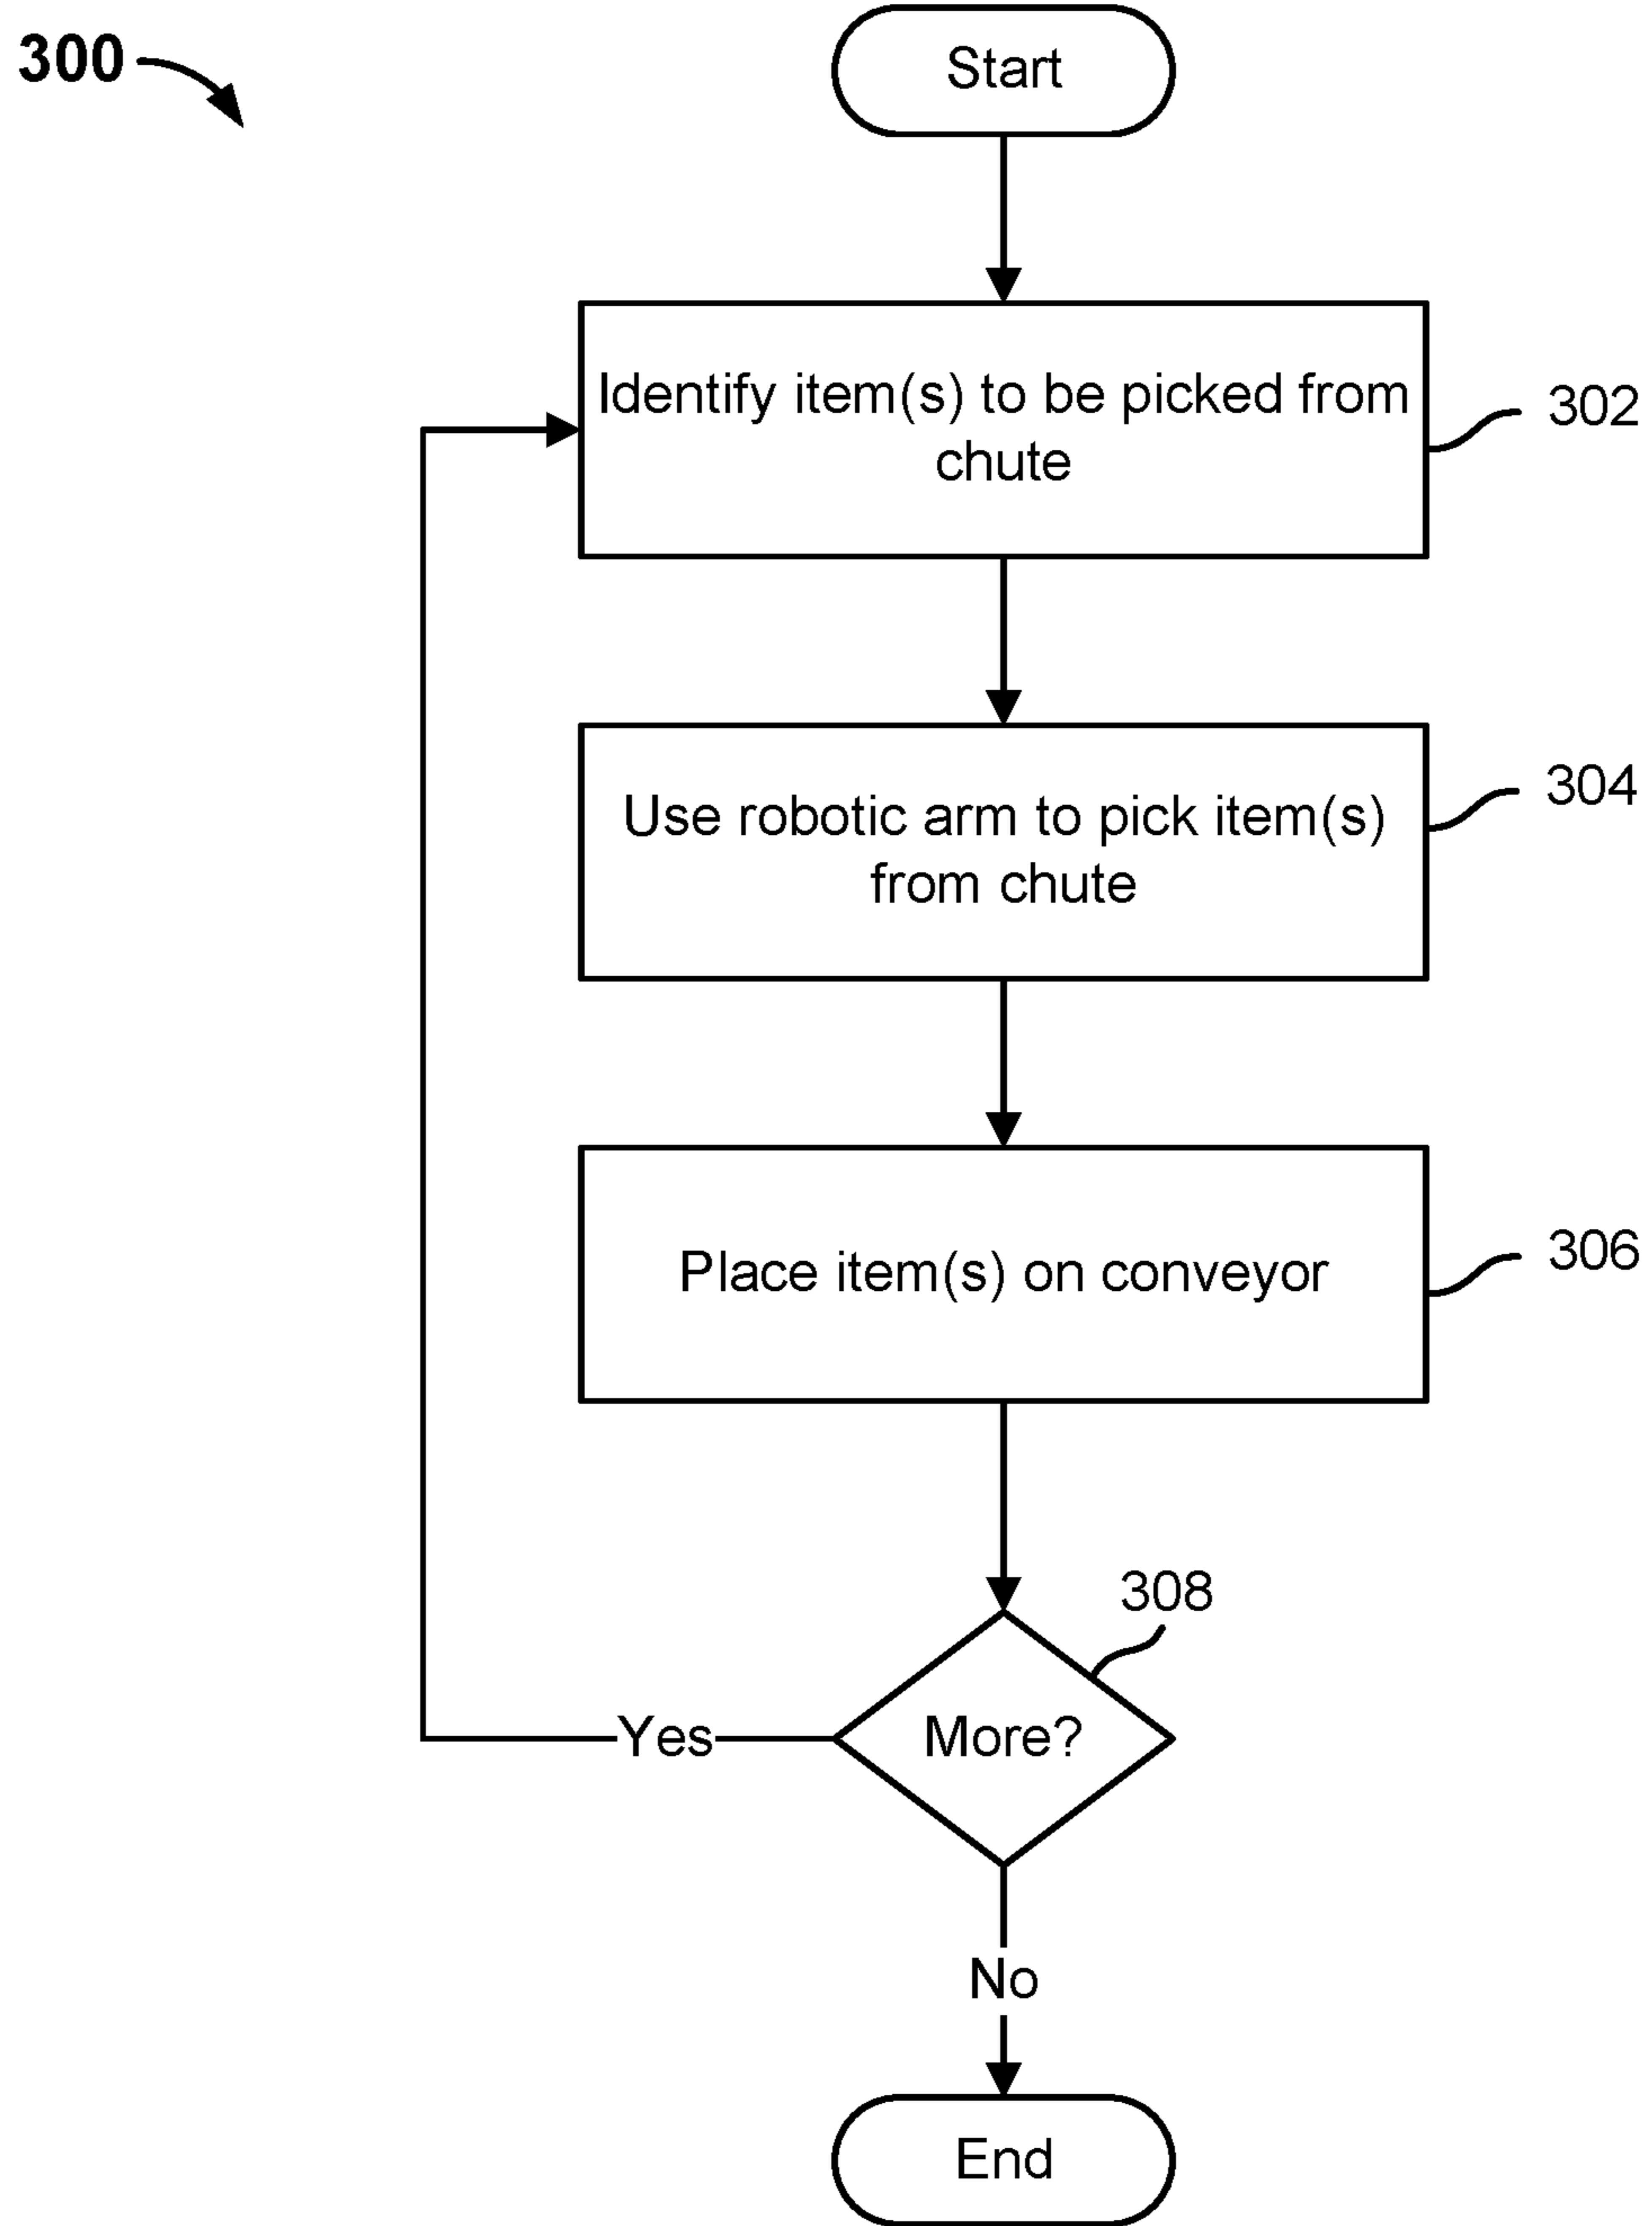 300
Start
Identify item(s) to be picked from
chute
302
Use robotic arm to pick item(s)
from chute
304
Place item(s) on conveyor
306
308
More?
Yes
No
End